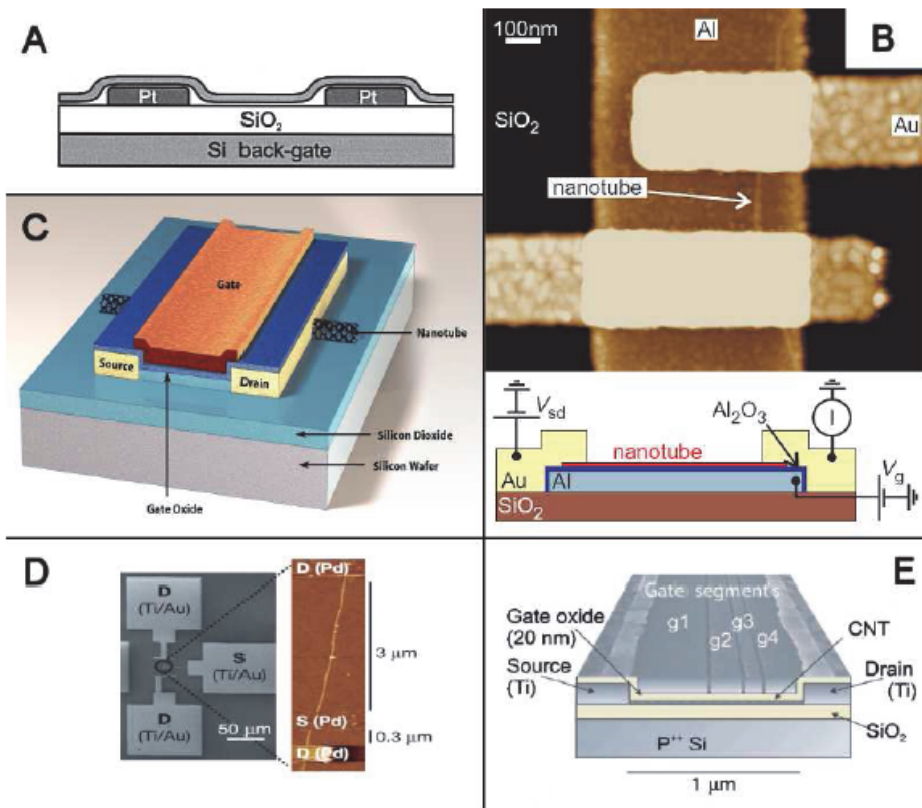 A
Pt
Pt
SiO₂
Si back-gate
B
100nm
Al
SiO₂
Au
nanotube
V_sd
Al₂O₃
I
nanotube
V_g
Au
Al
SiO₂
C
Gate
Nanotube
Source
Drain
Silicon Dioxide
Silicon Wafer
Gate Oxide
D
D
(Ti/Au)
S
(Ti/Au)
D
(Ti/Au)
50 µm
D (Pd)
3 µm
S (Pd)
0.3 µm
D (Pd)
E
Gate segments
g1
g2
g3
g4
Gate oxide
(20 nm)
CNT
Source
(Ti)
Drain
(Ti)
SiO₂
P⁺⁺ Si
1 µm